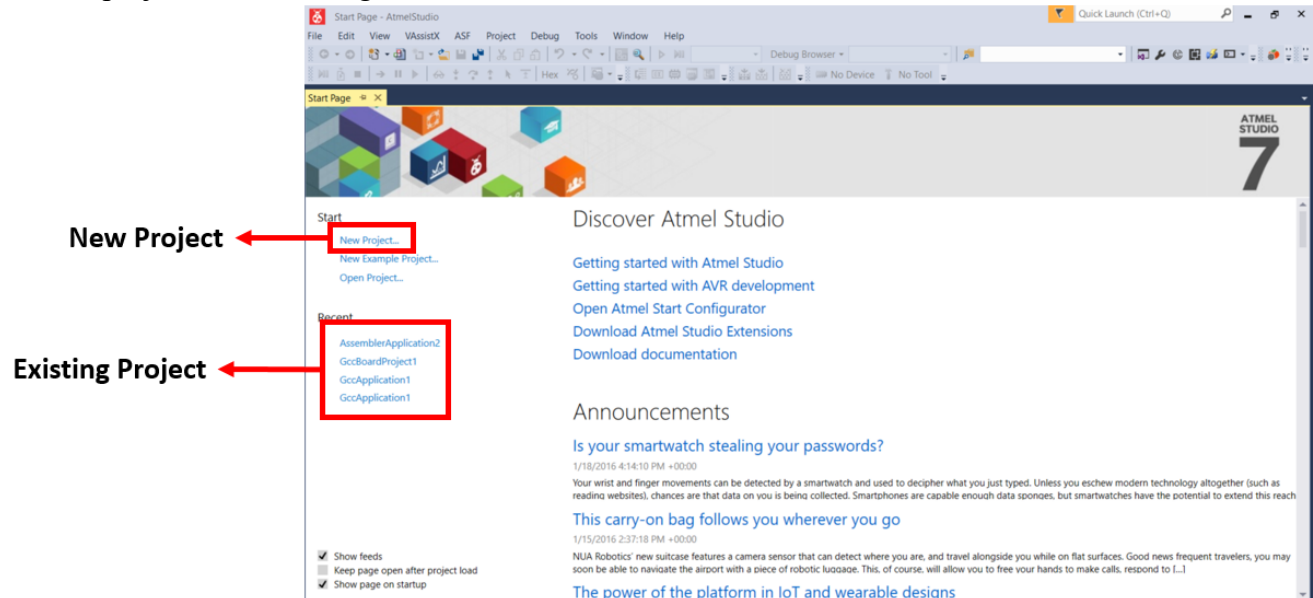 Start Page - AtmelStudio
Quick Launch (Ctrl+Q)
File Edit View VAssistX ASF Project Debug Tools Window Help
Debug Browser
Hex
No Device
No Tool
Start Page
ATMEL
STUDIO
7
Start
New Project...
New Example Project...
Open Project...
New Project
Recent
AssemblerApplication2
GccBoardProject1
GccApplication1
GccApplication1
Existing Project
Show feeds
Keep page open after project load
Show page on startup
Discover Atmel Studio
Getting started with Atmel Studio
Getting started with AVR development
Open Atmel Start Configurator
Download Atmel Studio Extensions
Download documentation
Announcements
Is your smartwatch stealing your passwords?
1/18/2016 4:14:10 PM +00:00
Your wrist and finger movements can be detected by a smartwatch and used to decipher what you just typed. Unless you eschew modern technology altogether (such as
reading websites), chances are that data on you is being collected. Smartphones are capable enough data sponges, but smartwatches have the potential to extend this reach
This carry-on bag follows you wherever you go
1/15/2016 2:37:18 PM +00:00
NUA Robotics' new suitcase features a camera sensor that can detect where you are, and travel alongside you while on flat surfaces. Good news frequent travelers, you may
soon be able to navigate the airport with a piece of robotic luggage. This, of course, will allow you to free your hands to make calls, respond to [...]
The power of the platform in IoT and wearable designs